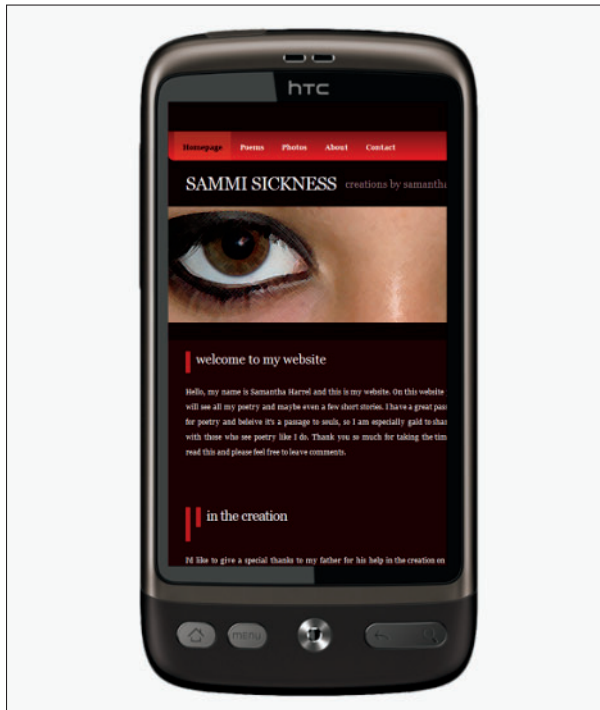 hTC
Homepage Poems Photos About Contact
SAMMI SICKNESS creations by samantha
welcome to my website
Hello, my name is Samantha Harrel and this is my website. On this website
will see all my poetry and maybe even a few short stories. I have a great pas
for poetry and beleive it's a passage to souls, so I am especially gald to shar
with those who see poetry like I do. Thank you so much for taking the tim
read this and please feel free to leave comments.
in the creation
I'd like to give a special thanks to my father for his help in the creation on
menu